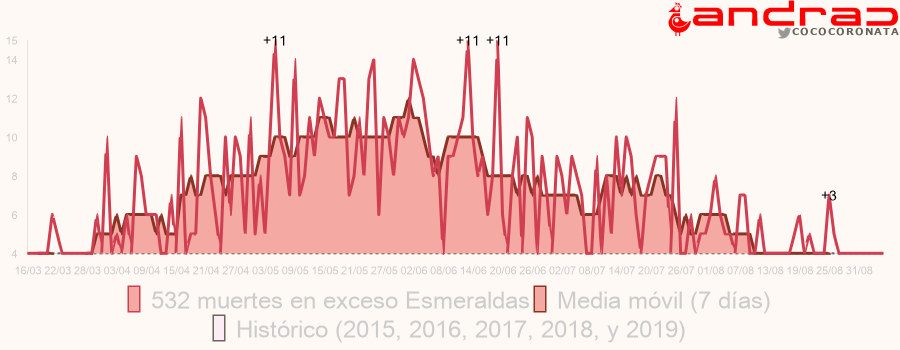 andrab
COCOCORONATA
+11 +11 +11
15
14
12
10
8
6
4
+3
16/03 22/03 28/03 03/04 09/04 15/04 21/04 27/04 03/05 09/05 15/05 21/05 27/05 02/06 08/06 14/06 20/06 26/06 02/07 08/07 14/07 20/07 26/07 01/08 07/08 13/08 19/08 25/08 31/08
532 muertes en exceso Esmeraldas Media móvil (7 días)
Histórico (2015, 2016, 2017, 2018, y 2019)